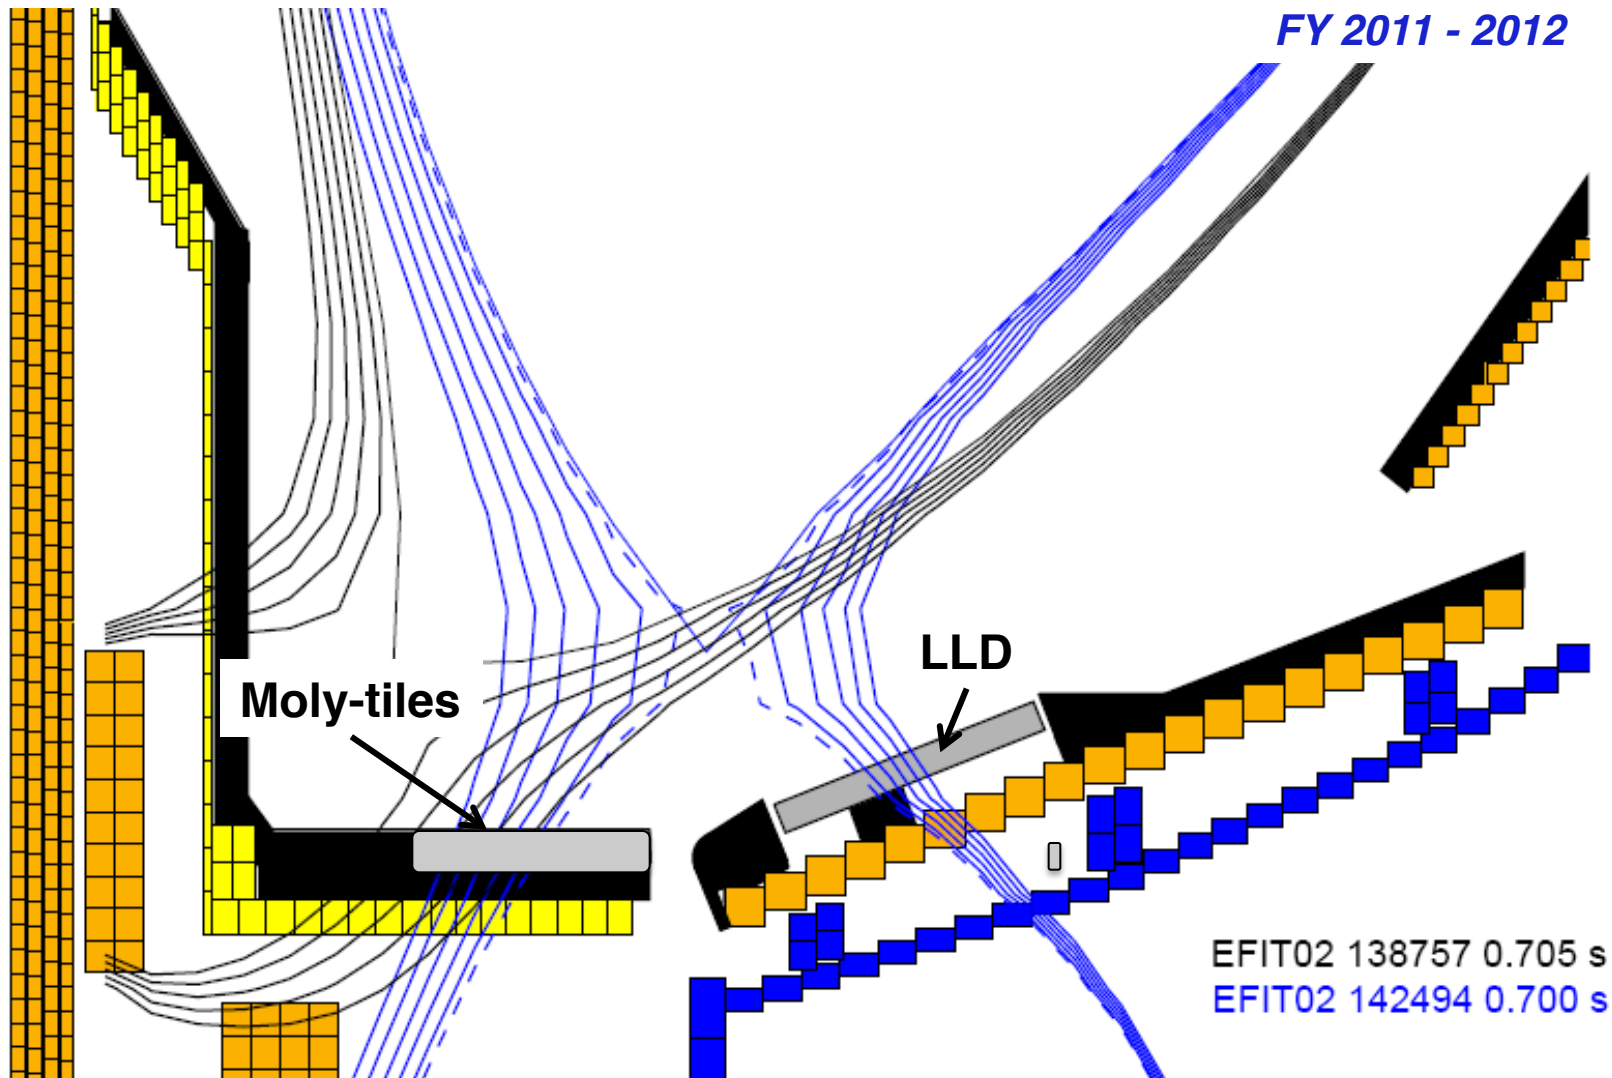 FY 2011 - 2012
LLD
Moly-tiles
EFIT02 138757 0.705 s
EFIT02 142494 0.700 s